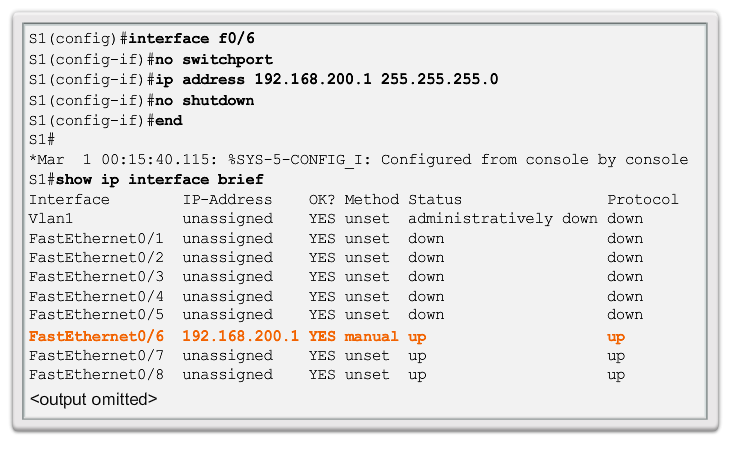 S1(config)#interface f0/6
S1(config-if)#no switchport
S1(config-if)#ip address 192.168.200.1 255.255.255.0
S1(config-if)#no shutdown
S1(config-if)#end
S1#
*Mar  1 00:15:40.115: %SYS-5-CONFIG_I: Configured from console by console
S1#show ip interface brief
Interface        IP-Address    OK? Method Status                Protocol
Vlan1            unassigned    YES unset  administratively down down
FastEthernet0/1  unassigned    YES unset  down                  down
FastEthernet0/2  unassigned    YES unset  down                  down
FastEthernet0/3  unassigned    YES unset  down                  down
FastEthernet0/4  unassigned    YES unset  down                  down
FastEthernet0/5  unassigned    YES unset  down                  down
FastEthernet0/6  192.168.200.1 YES manual up                    up
FastEthernet0/7  unassigned    YES unset  up                    up
FastEthernet0/8  unassigned    YES unset  up                    up
<output omitted>